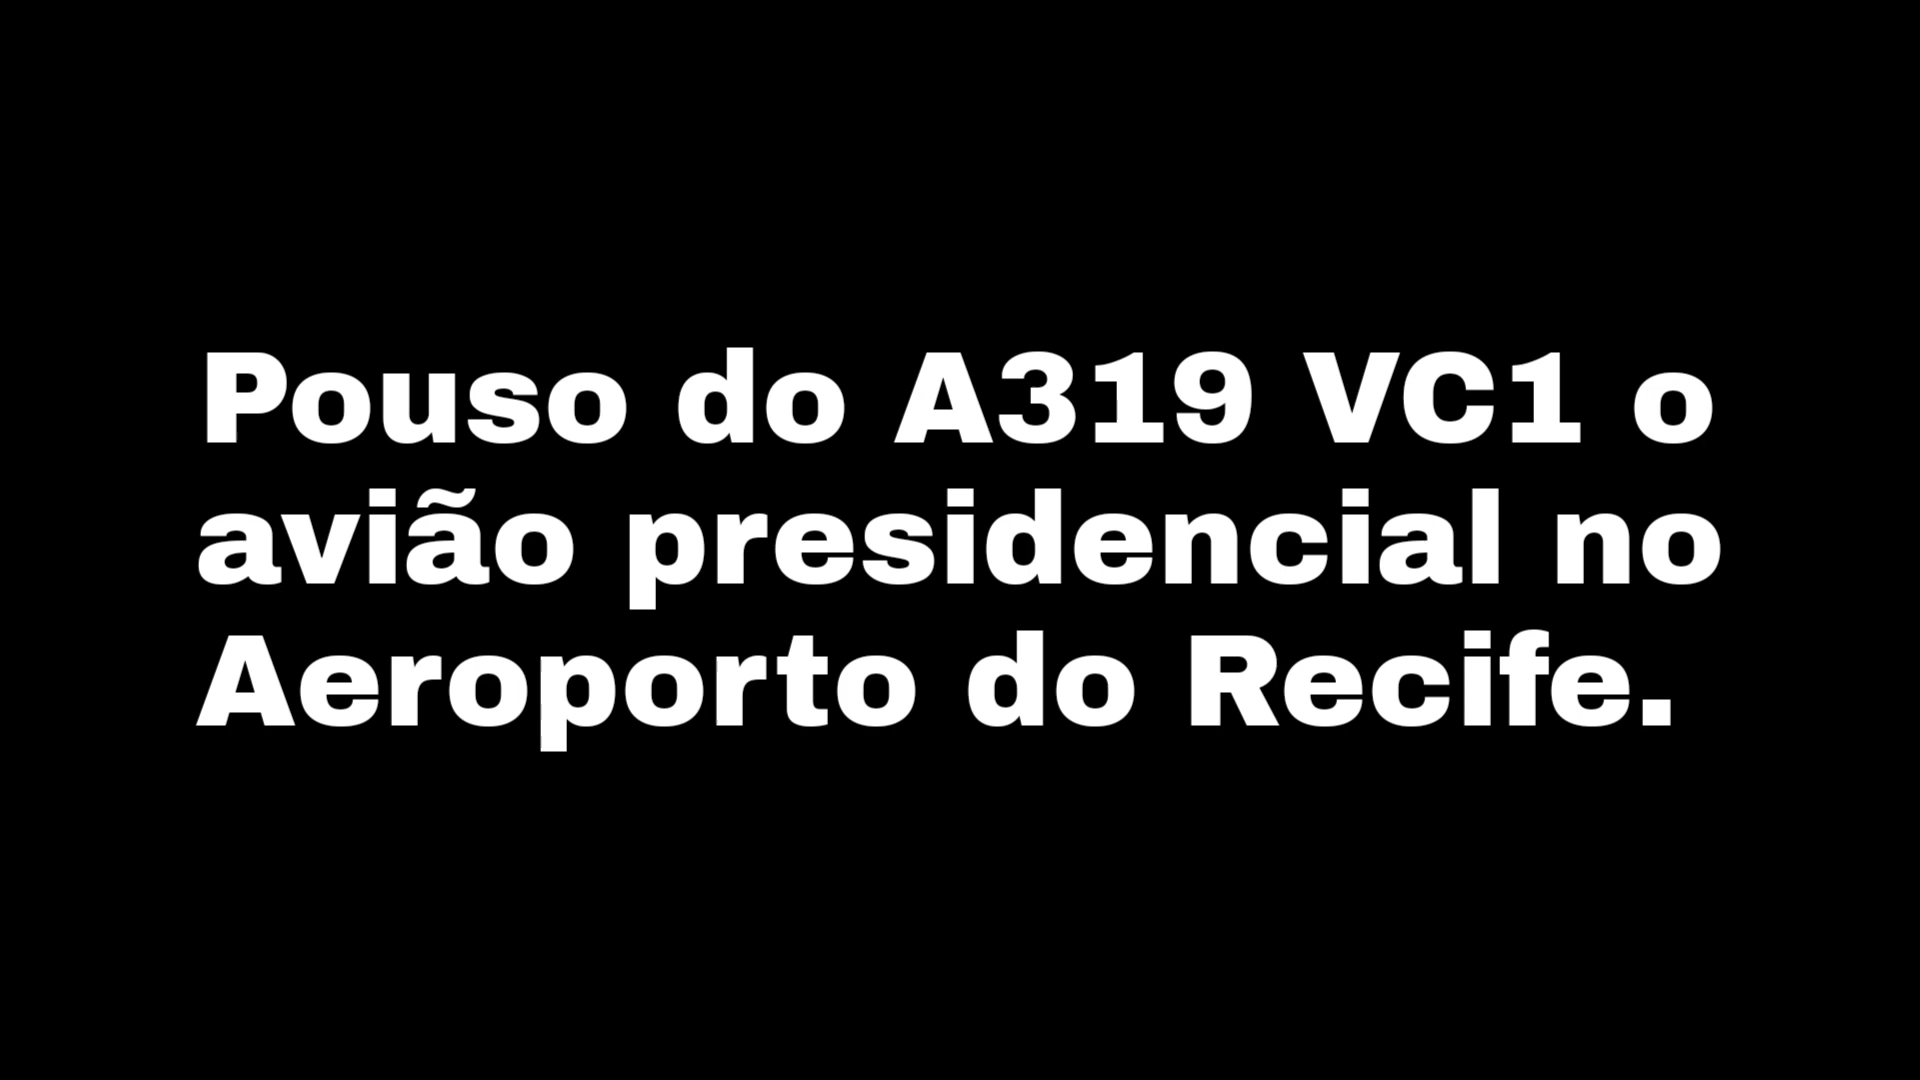 Pouso do A319 VC1 o
avião presidencial no
Aeroporto do Recife.